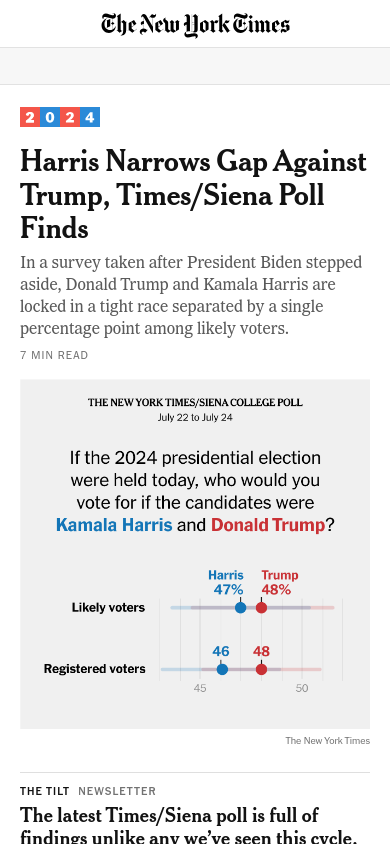 The New York Times
2024
Harris Narrows Gap Against
Trump, Times/Siena Poll
Finds
In a survey taken after President Biden stepped
aside, Donald Trump and Kamala Harris are
locked in a tight race separated by a single
percentage point among likely voters.
7 MIN READ
THE NEW YORK TIMES/SIENA COLLEGE POLL
July 22 to July 24
If the 2024 presidential election
were held today, who would you
vote for if the candidates were
Kamala Harris and Donald Trump?
Harris Trump
47% 48%
Likely voters
46 48
Registered voters
45 50
The New York Times
THE TILT NEWSLETTER
The latest Times/Siena poll is full of
findings unlike any we’ve seen this cycle.